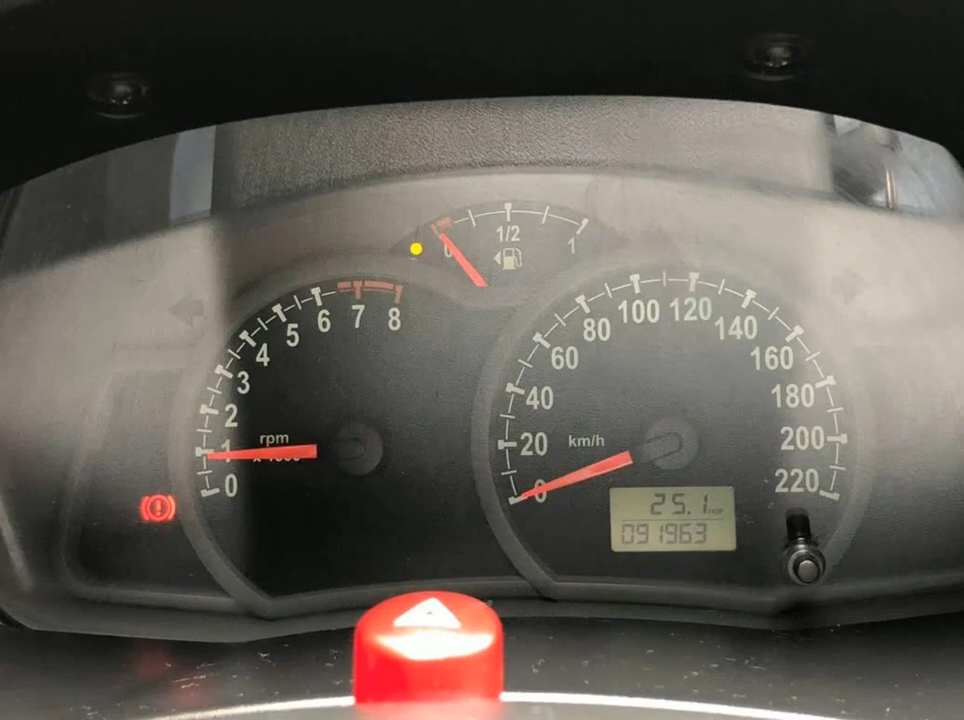 0 1/2 1
0 1 2 3 4 5 6 7 8
rpm
x 1000
0 20 40 60 80 100 120 140 160 180 200 220
km/h
25.1
091963